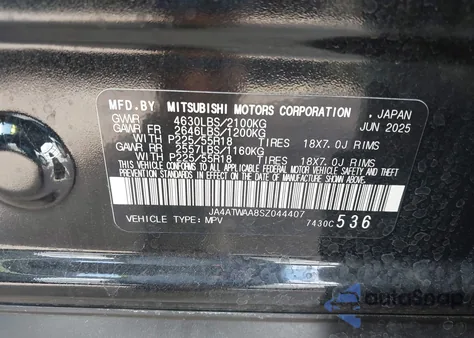 MFD.BY MITSUBISHI MOTORS CORPORATION , JAPAN
GVWR 4630LBS/2100KG JUN 2025
GAWR FR 2646LBS/1200KG
WITH P225/55R18 TIRES 18X7.0J RIMS
GAWR RR 2557LBS/1160KG
WITH P225/55R18 TIRES 18X7.0J RIMS
THIS VEHICLE CONFORMS TO ALL APPLICABLE FEDERAL MOTOR VEHICLE SAFETY AND THEFT
PREVENTION STANDARDS IN EFFECT ON THE DATE OF MANUFACTURE SHOWN ABOVE.
JA4ATWAA8SZ044407
VEHICLE TYPE: MPV 7430C 536
autoSnap